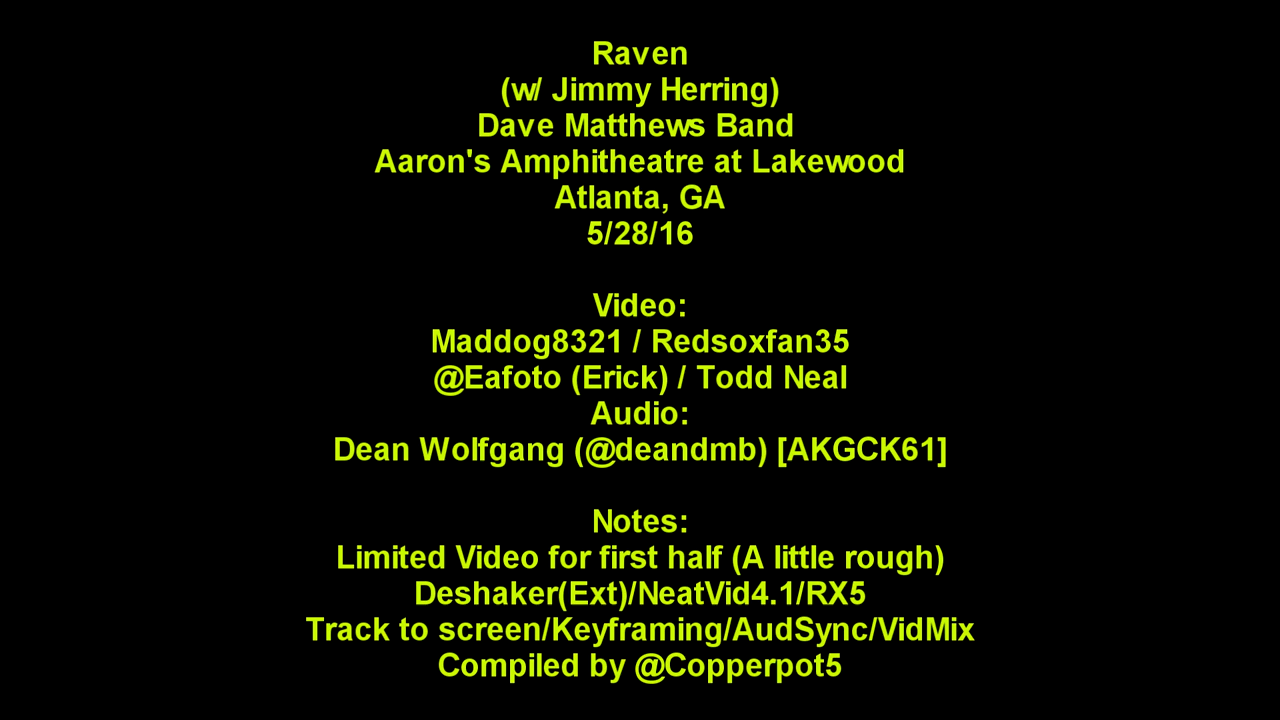 Raven
(w/ Jimmy Herring)
Dave Matthews Band
Aaron's Amphitheatre at Lakewood
Atlanta, GA
5/28/16
Video:
Maddog8321 / Redsoxfan35
@Eafoto (Erick) / Todd Neal
Audio:
Dean Wolfgang (@deandmb) [AKGCK61]
Notes:
Limited Video for first half (A little rough)
Deshaker(Ext)/NeatVid4.1/RX5
Track to screen/Keyframing/AudSync/VidMix
Compiled by @Copperpot5